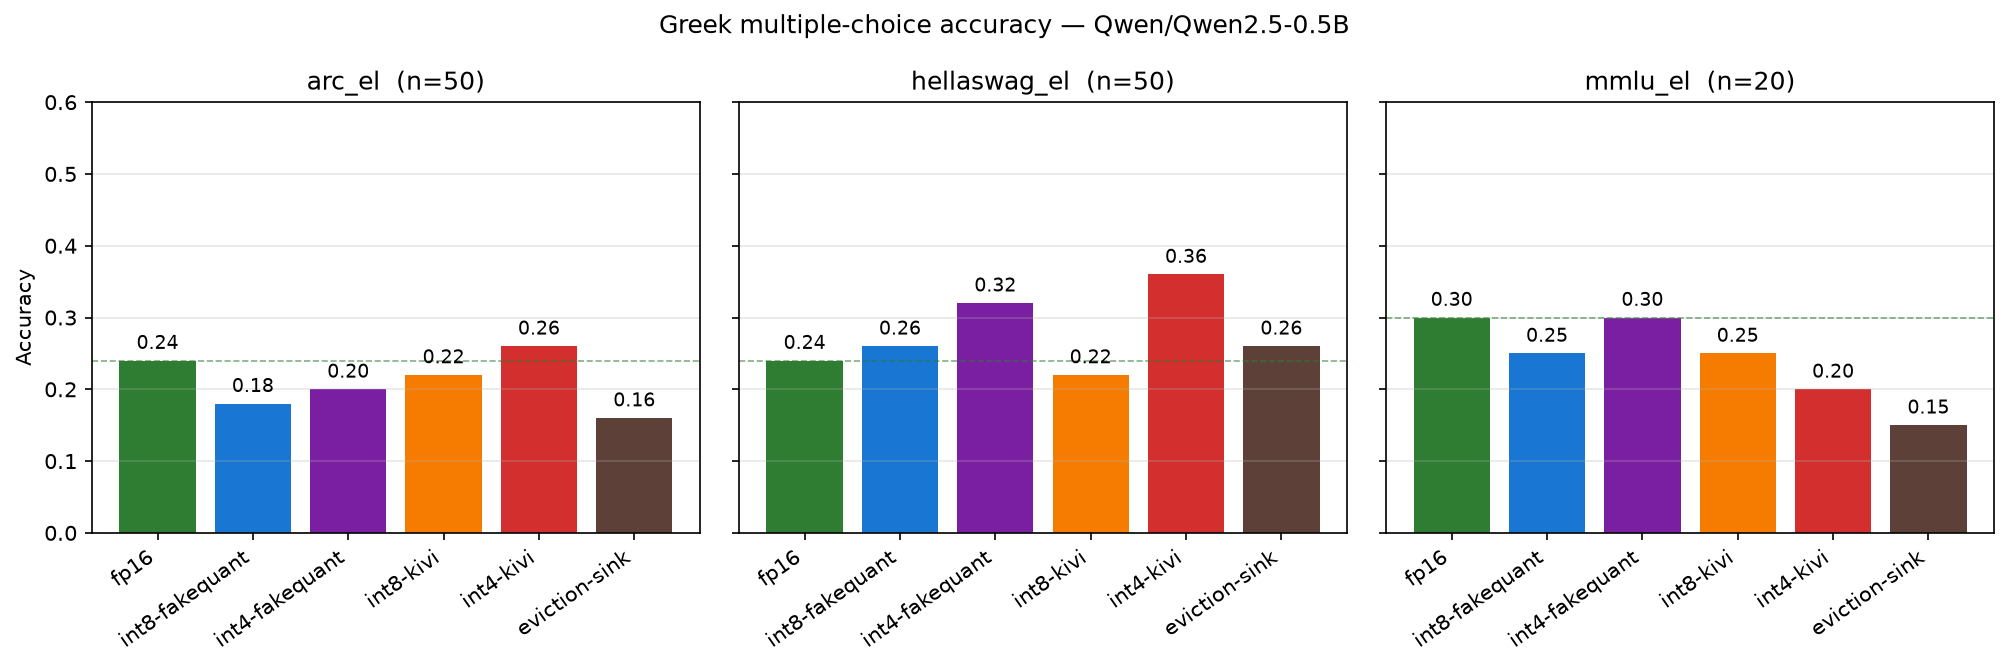 Greek multiple-choice accuracy — Qwen/Qwen2.5-0.5B
arc_el (n=50)
Accuracy
0.6
0.5
0.4
0.3
0.2
0.1
0.0
0.24
0.18
0.20
0.22
0.26
0.16
fp16
int8-fakequant
int4-fakequant
int8-kivi
int4-kivi
eviction-sink
hellaswag_el (n=50)
0.24
0.26
0.32
0.22
0.36
0.26
fp16
int8-fakequant
int4-fakequant
int8-kivi
int4-kivi
eviction-sink
mmlu_el (n=20)
0.30
0.25
0.30
0.25
0.20
0.15
fp16
int8-fakequant
int4-fakequant
int8-kivi
int4-kivi
eviction-sink